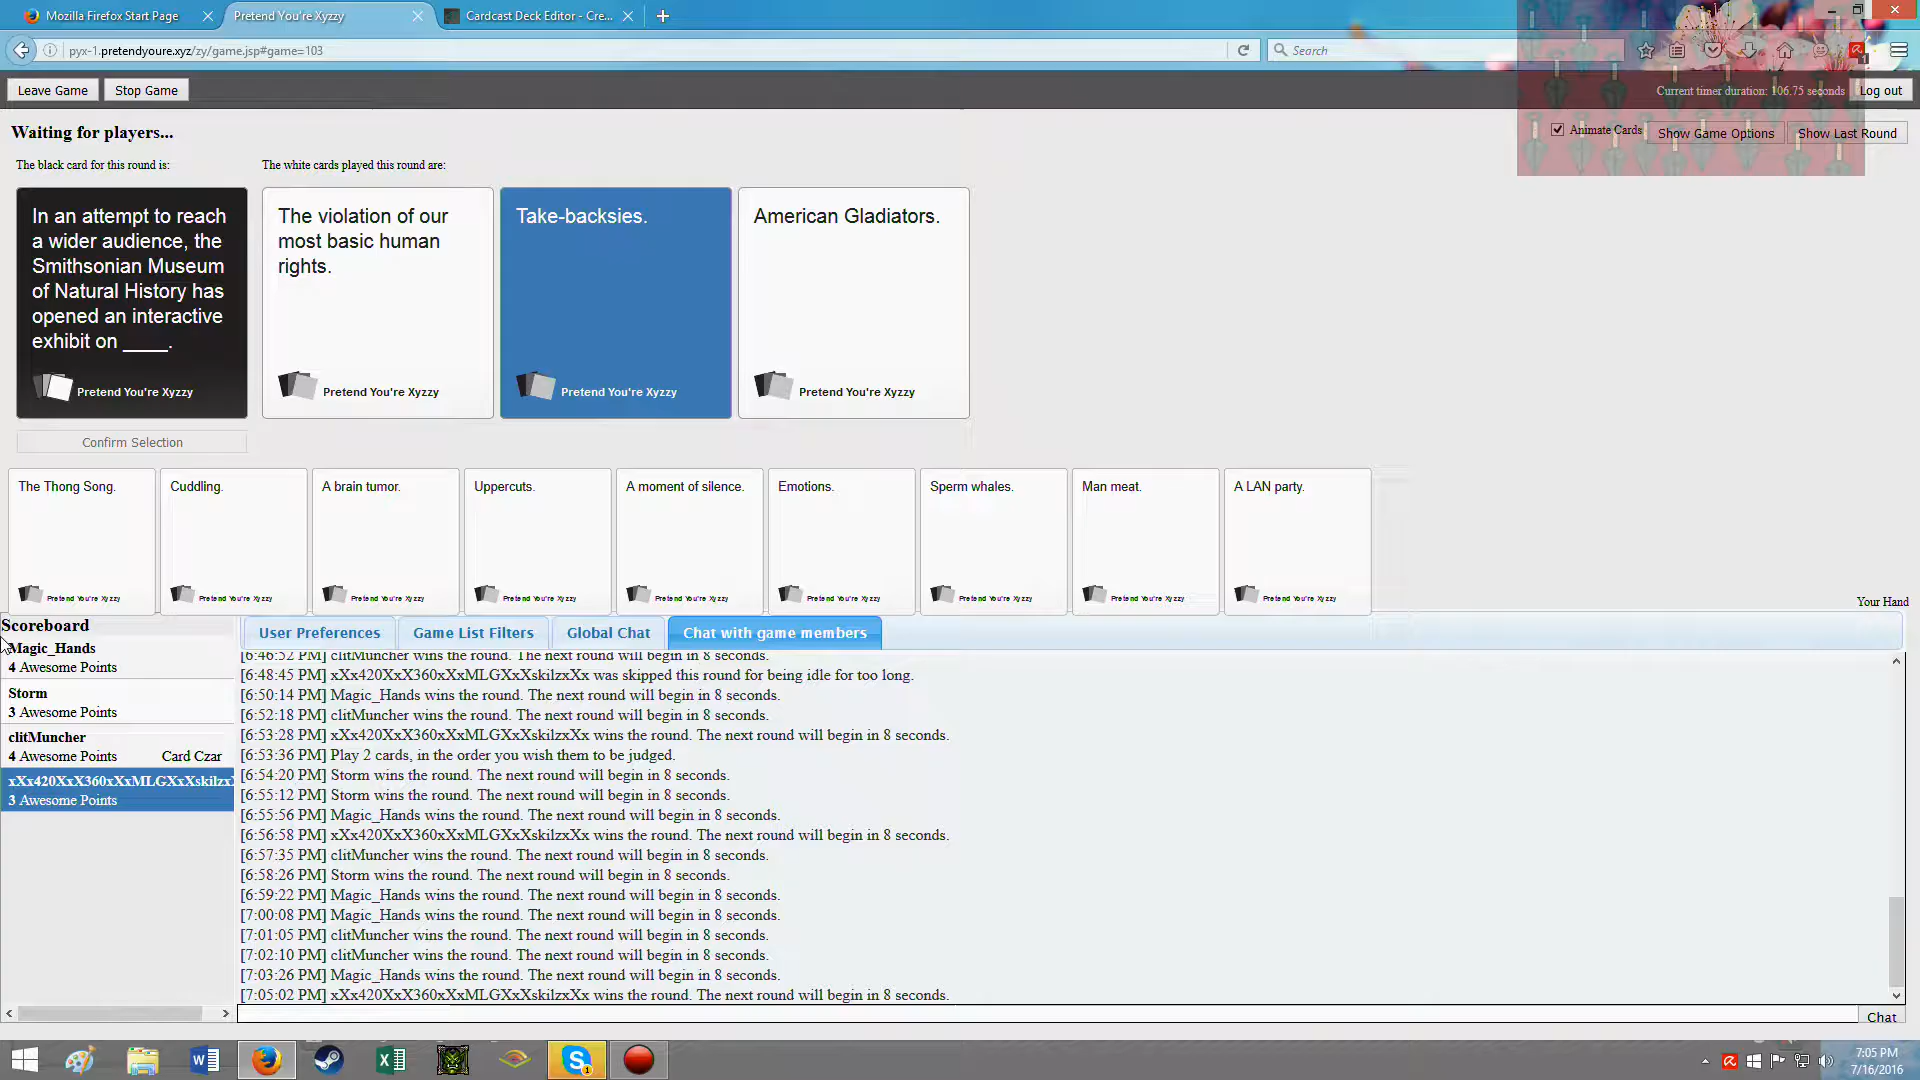 Mozilla Firefox Start Page
Pretend You're Xyzzy
Cardcast Deck Editor - Cre...
pyx-1.pretendyoure.xyz/zy/game.jsp#game=103
Search
Leave Game
Stop Game
Current timer duration: 106.75 seconds
Log out
Waiting for players...
Animate Cards
Show Game Options
Show Last Round
The black card for this round is:
The white cards played this round are:
In an attempt to reach
a wider audience, the
Smithsonian Museum
of Natural History has
opened an interactive
exhibit on ____.
Pretend You're Xyzzy
The violation of our
most basic human
rights.
Pretend You're Xyzzy
Take-backsies.
Pretend You're Xyzzy
American Gladiators.
Pretend You're Xyzzy
Confirm Selection
The Thong Song.
Pretend You're Xyzzy
Cuddling.
Pretend You're Xyzzy
A brain tumor.
Pretend You're Xyzzy
Uppercuts.
Pretend You're Xyzzy
A moment of silence.
Pretend You're Xyzzy
Emotions.
Pretend You're Xyzzy
Sperm whales.
Pretend You're Xyzzy
Man meat.
Pretend You're Xyzzy
A LAN party.
Pretend You're Xyzzy
Your Hand
Scoreboard
Magic_Hands
4 Awesome Points
Storm
3 Awesome Points
clitMuncher
4 Awesome Points Card Czar
xXx420XxX360xXxMLGXxXskilzxX
3 Awesome Points
User Preferences
Game List Filters
Global Chat
Chat with game members
[6:46:52 PM] clitMuncher wins the round. The next round will begin in 8 seconds.
[6:48:45 PM] xXx420XxX360xXxMLGXxXskilzxXx was skipped this round for being idle for too long.
[6:50:14 PM] Magic_Hands wins the round. The next round will begin in 8 seconds.
[6:52:18 PM] clitMuncher wins the round. The next round will begin in 8 seconds.
[6:53:28 PM] xXx420XxX360xXxMLGXxXskilzxXx wins the round. The next round will begin in 8 seconds.
[6:53:36 PM] Play 2 cards, in the order you wish them to be judged.
[6:54:20 PM] Storm wins the round. The next round will begin in 8 seconds.
[6:55:12 PM] Storm wins the round. The next round will begin in 8 seconds.
[6:55:56 PM] Magic_Hands wins the round. The next round will begin in 8 seconds.
[6:56:58 PM] xXx420XxX360xXxMLGXxXskilzxXx wins the round. The next round will begin in 8 seconds.
[6:57:35 PM] clitMuncher wins the round. The next round will begin in 8 seconds.
[6:58:26 PM] Storm wins the round. The next round will begin in 8 seconds.
[6:59:22 PM] Magic_Hands wins the round. The next round will begin in 8 seconds.
[7:00:08 PM] Magic_Hands wins the round. The next round will begin in 8 seconds.
[7:01:05 PM] clitMuncher wins the round. The next round will begin in 8 seconds.
[7:02:10 PM] clitMuncher wins the round. The next round will begin in 8 seconds.
[7:03:26 PM] Magic_Hands wins the round. The next round will begin in 8 seconds.
[7:05:02 PM] xXx420XxX360xXxMLGXxXskilzxXx wins the round. The next round will begin in 8 seconds.
Chat
7:05 PM
7/16/2016